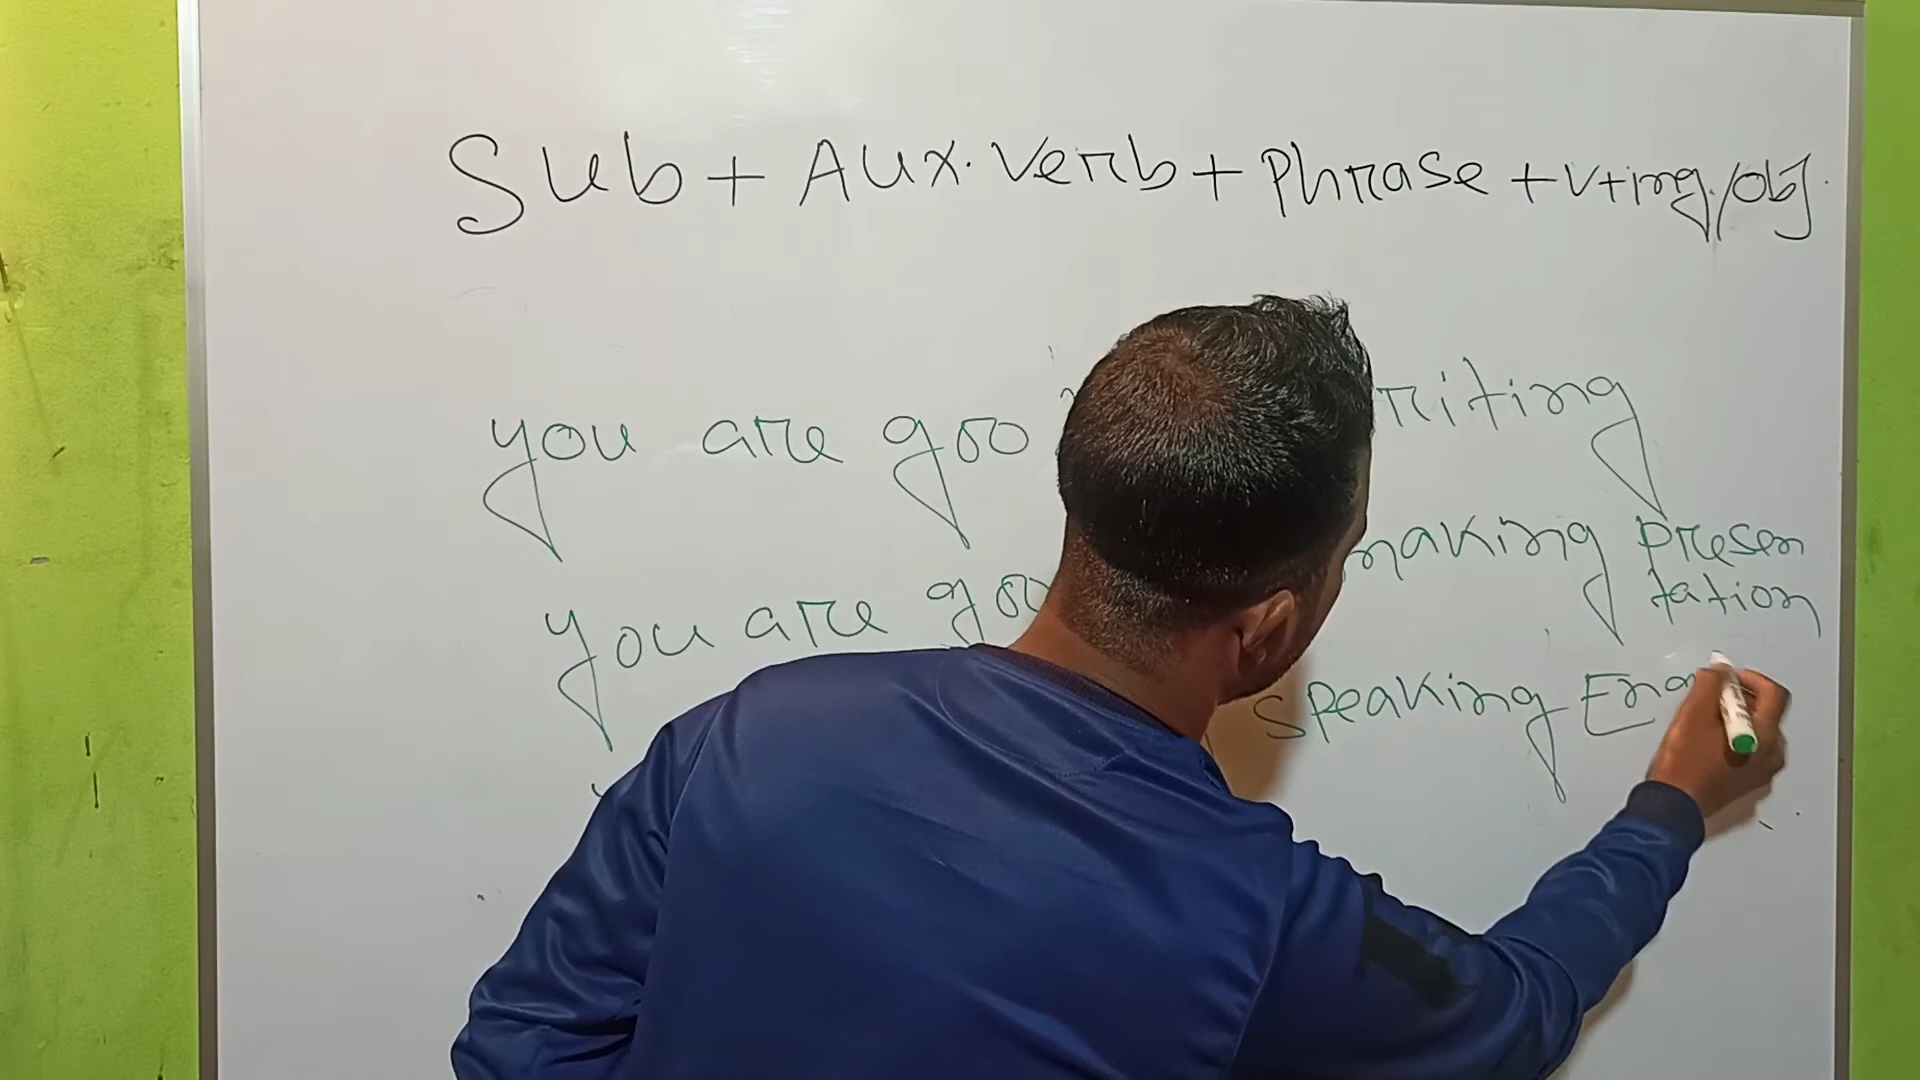 Sub + Aux. Verb + Phrase + V+ing./Obj.
you are goo riting
you are goo making presen
tation
speaking Eng